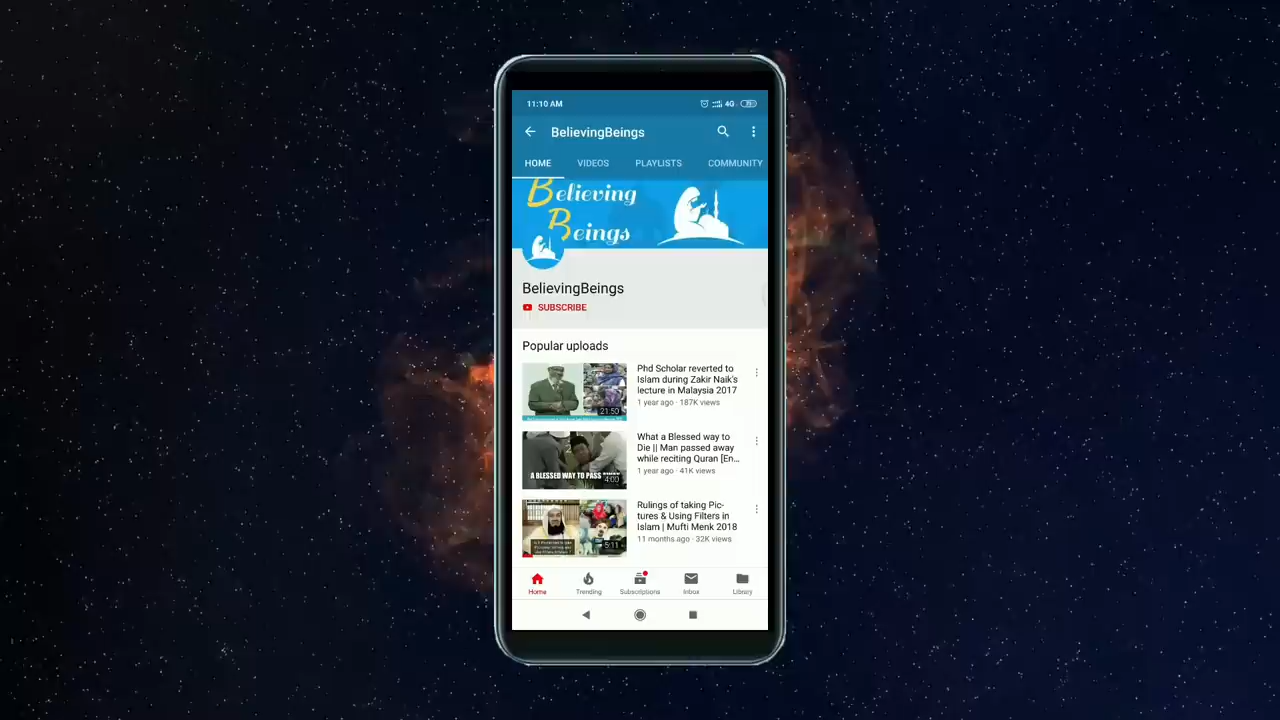 11:10 AM
4G
BelievingBeings
HOME VIDEOS PLAYLISTS COMMUNITY
Believing
Beings
BelievingBeings
SUBSCRIBE
Popular uploads
Phd Scholar reverted to
Islam during Zakir Naik's
lecture in Malaysia 2017
1 year ago · 187K views
21:50
What a Blessed way to
Die || Man passed away
while reciting Quran [En...
1 year ago · 41K views
A BLESSED WAY TO PASS AWAY
4:00
Rulings of taking Pic-
tures & Using Filters in
Islam | Mufti Menk 2018
11 months ago · 32K views
5:11
Home Trending Subscriptions Inbox Library